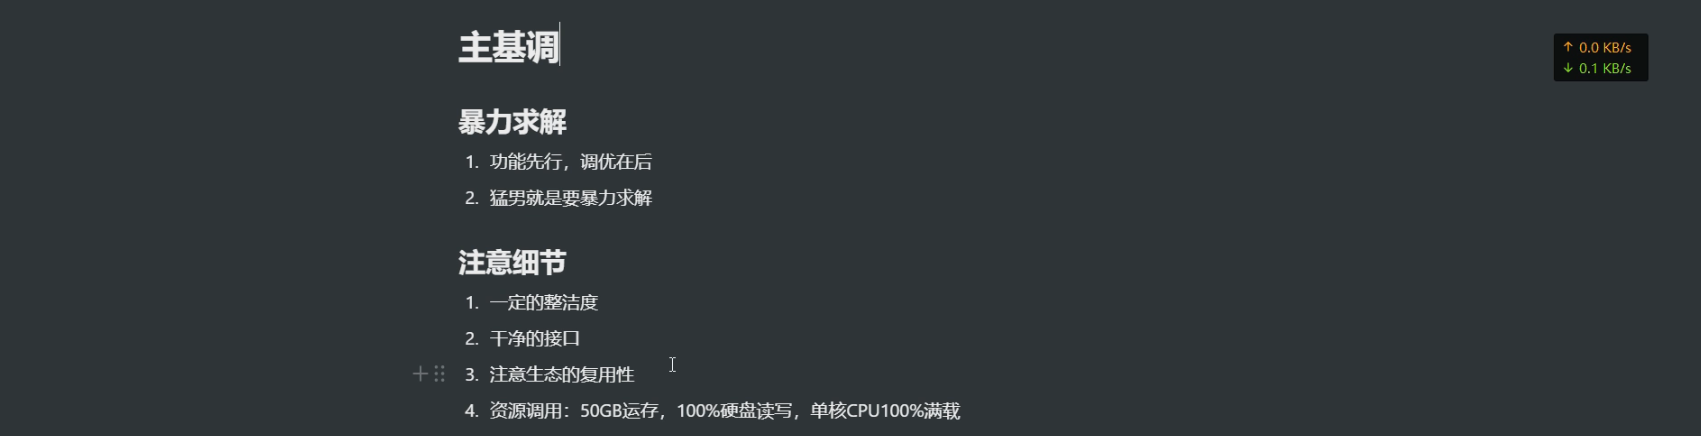 主基调
↑ 0.0 KB/s
↓ 0.1 KB/s
暴力求解
1. 功能先行，调优在后
2. 猛男就是要暴力求解
注意细节
1. 一定的整洁度
2. 干净的接口
3. 注意生态的复用性
4. 资源调用：50GB运存，100%硬盘读写，单核CPU100%满载